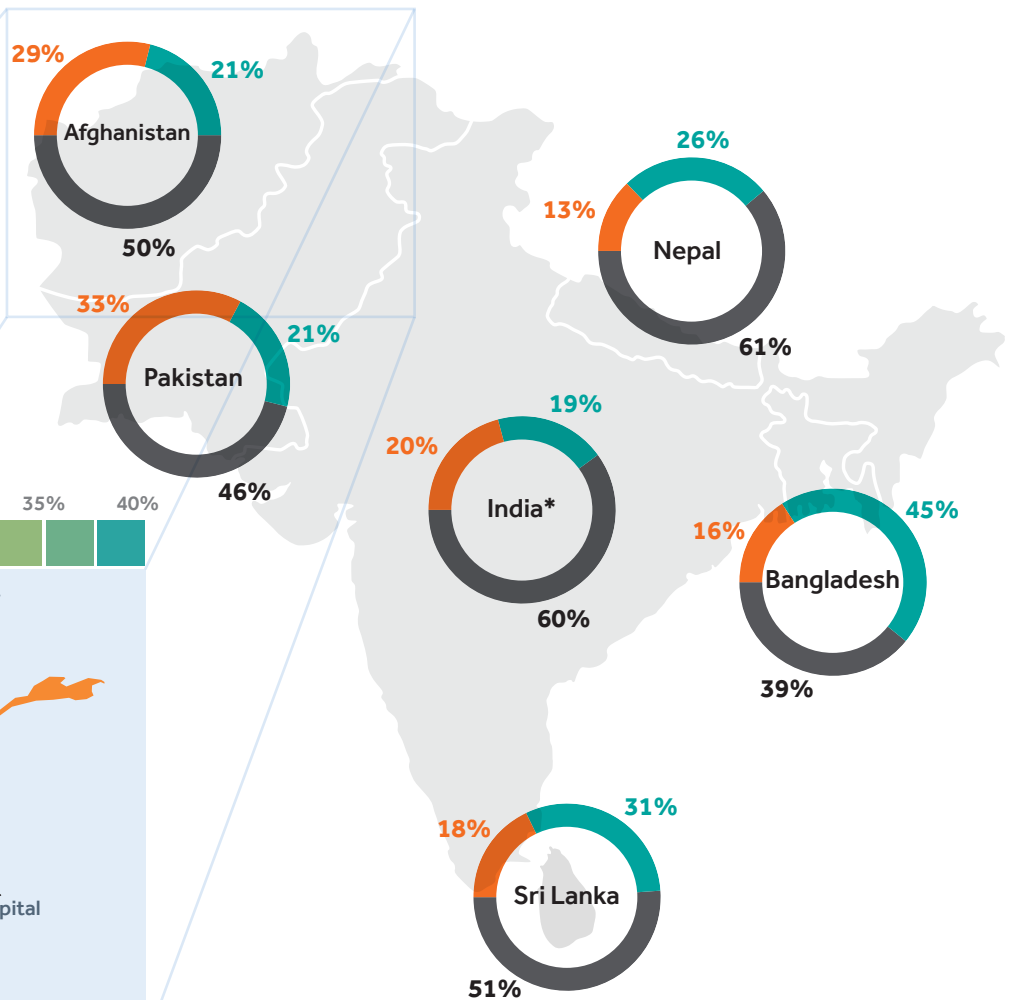 29%
21%
Afghanistan
50%
26%
13%
Nepal
61%
33%
21%
Pakistan
46%
19%
20%
India*
60%
35%
40%
45%
16%
Bangladesh
39%
31%
18%
Sri Lanka
51%
pital